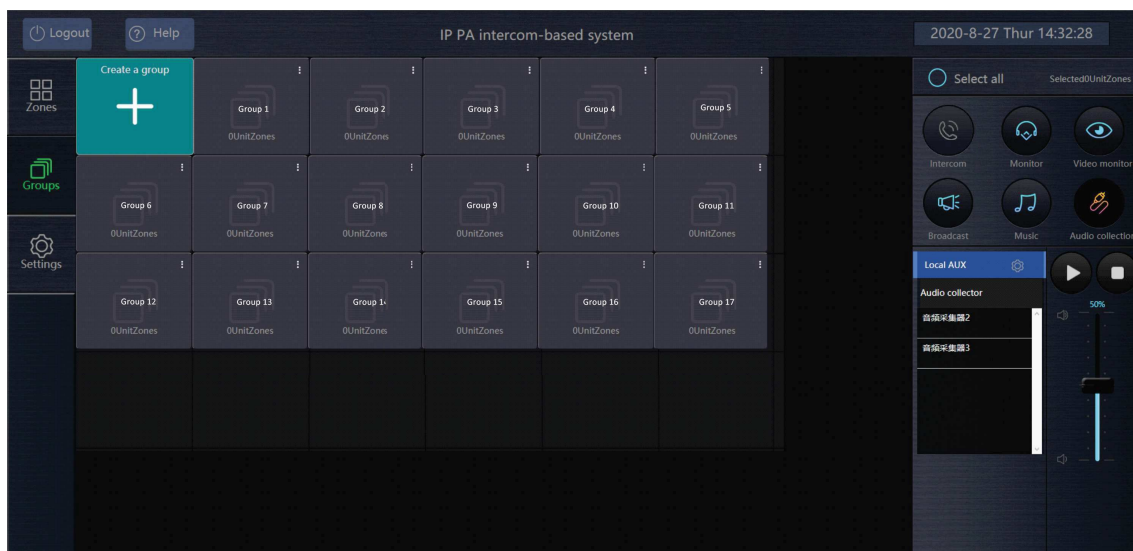 Logout
Help
IP PA intercom-based system
2020-8-27 Thur 14:32:28
Zones
Groups
Settings
Create a group
Group 1
0UnitZones
Group 2
0UnitZones
Group 3
0UnitZones
Group 4
0UnitZones
Group 5
0UnitZones
Group 6
0UnitZones
Group 7
0UnitZones
Group 8
0UnitZones
Group 9
0UnitZones
Group 10
0UnitZones
Group 11
0UnitZones
Group 12
0UnitZones
Group 13
0UnitZones
Group 14
0UnitZones
Group 15
0UnitZones
Group 16
0UnitZones
Group 17
0UnitZones
Select all
Selected0UnitZones
Intercom
Monitor
Video monitor
Broadcast
Music
Audio collection
Local AUX
Audio collector
音频采集器2
音频采集器3
50%